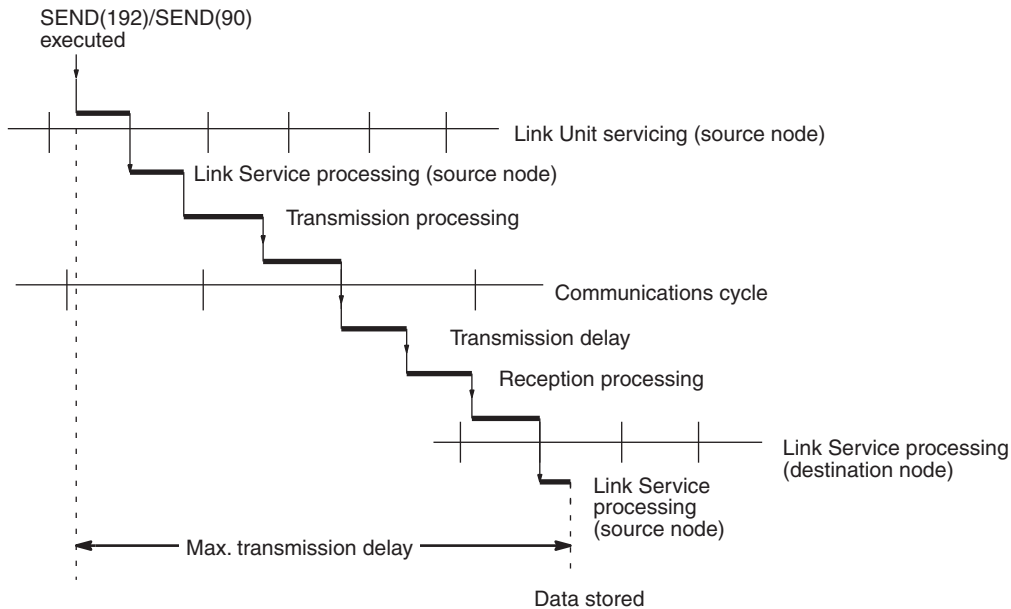 SEND(192)/SEND(90)
executed
Link Unit servicing (source node)
Link Service processing (source node)
Transmission processing
Communications cycle
Transmission delay
Reception processing
Link Service processing
(destination node)
Link Service
processing
(source node)
Max. transmission delay
Data stored